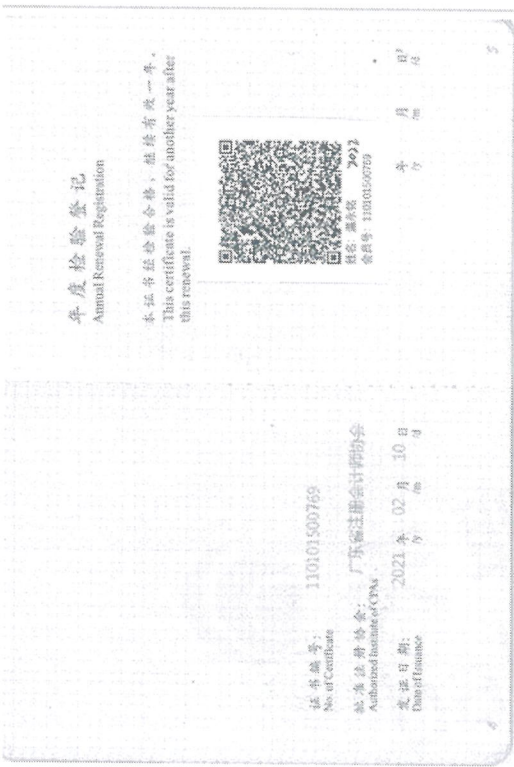 年度检验登记
Annual Renewal Registration
本证书经检验合格，继续有效一年。
This certificate is valid for another year after
this renewal.
2022
会员号：110101500769
年 月 日
/y /m /d
5
证书编号： 110101500769
No. of Certificate
批准注册协会： 广东省注册会计师协会
Authorized Institute of CPAs
发证日期： 2021 年 02 月 10 日
Date of Issuance /y /m /d